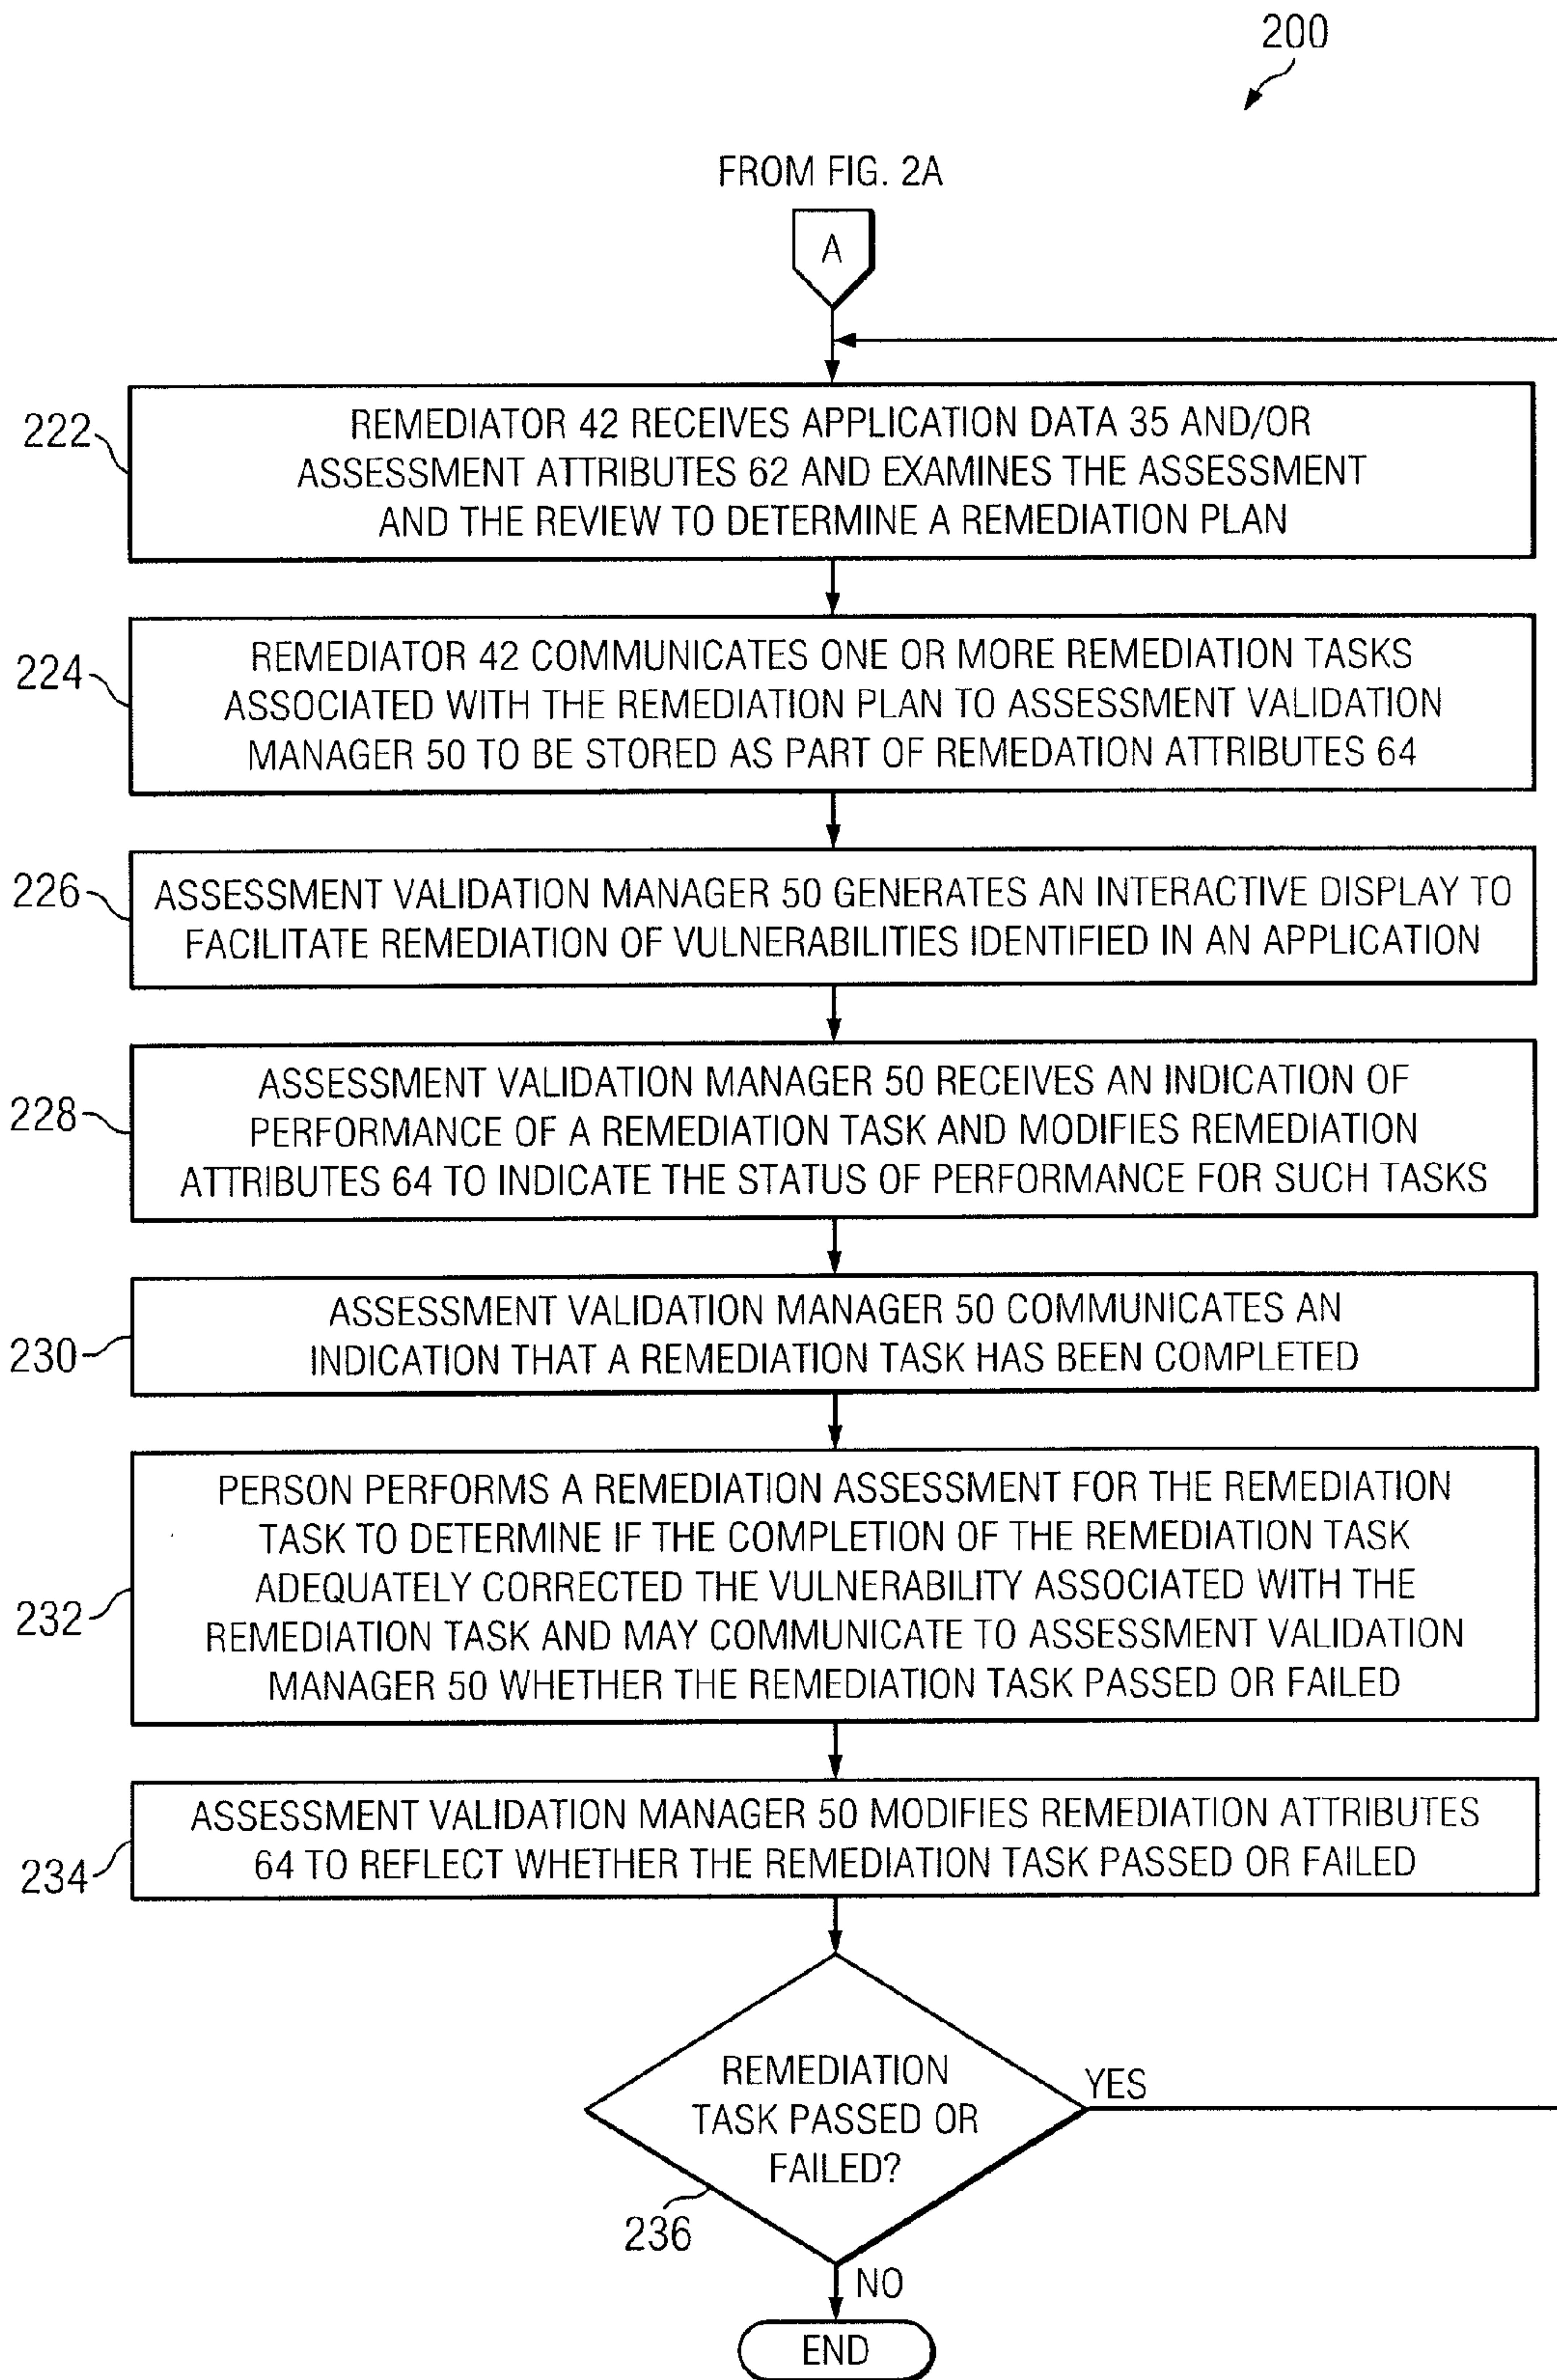 200
FROM FIG. 2A
A
222
REMEDIATOR 42 RECEIVES APPLICATION DATA 35 AND/OR
ASSESSMENT ATTRIBUTES 62 AND EXAMINES THE ASSESSMENT
AND THE REVIEW TO DETERMINE A REMEDIATION PLAN
224
REMEDIATOR 42 COMMUNICATES ONE OR MORE REMEDIATION TASKS
ASSOCIATED WITH THE REMEDIATION PLAN TO ASSESSMENT VALIDATION
MANAGER 50 TO BE STORED AS PART OF REMEDATION ATTRIBUTES 64
226
ASSESSMENT VALIDATION MANAGER 50 GENERATES AN INTERACTIVE DISPLAY TO
FACILITATE REMEDIATION OF VULNERABILITIES IDENTIFIED IN AN APPLICATION
228
ASSESSMENT VALIDATION MANAGER 50 RECEIVES AN INDICATION OF
PERFORMANCE OF A REMEDIATION TASK AND MODIFIES REMEDIATION
ATTRIBUTES 64 TO INDICATE THE STATUS OF PERFORMANCE FOR SUCH TASKS
230
ASSESSMENT VALIDATION MANAGER 50 COMMUNICATES AN
INDICATION THAT A REMEDIATION TASK HAS BEEN COMPLETED
232
PERSON PERFORMS A REMEDIATION ASSESSMENT FOR THE REMEDIATION
TASK TO DETERMINE IF THE COMPLETION OF THE REMEDIATION TASK
ADEQUATELY CORRECTED THE VULNERABILITY ASSOCIATED WITH THE
REMEDIATION TASK AND MAY COMMUNICATE TO ASSESSMENT VALIDATION
MANAGER 50 WHETHER THE REMEDIATION TASK PASSED OR FAILED
234
ASSESSMENT VALIDATION MANAGER 50 MODIFIES REMEDIATION ATTRIBUTES
64 TO REFLECT WHETHER THE REMEDIATION TASK PASSED OR FAILED
REMEDIATION
TASK PASSED OR
FAILED?
YES
236
NO
END